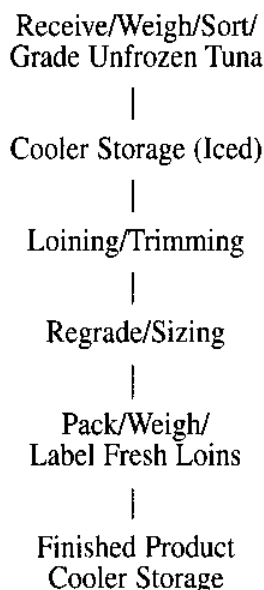 Receive/Weigh/Sort/
Grade Unfrozen Tuna
Cooler Storage (Iced)
Loining/Trimming
Regrade/Sizing
Pack/Weigh/
Label Fresh Loins
Finished Product
Cooler Storage